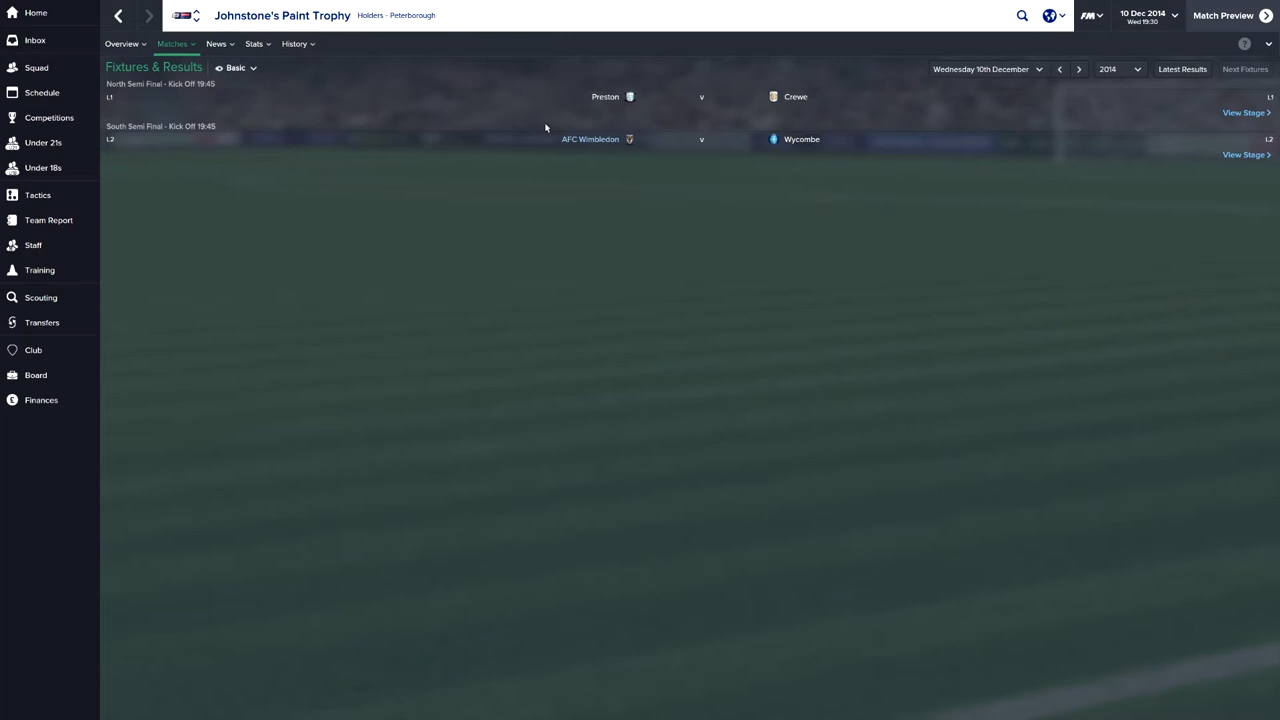 Home
Johnstone's Paint Trophy Holders - Peterborough
FM
10 Dec 2014
Wed 19:30
Match Preview
Inbox
Overview Matches News Stats History
?
Squad
Fixtures & Results Basic
Wednesday 10th December 2014 Latest Results Next Fixtures
Schedule
North Semi Final - Kick Off 19:45
L1 Preston v Crewe L1
View Stage >
Competitions
South Semi Final - Kick Off 19:45
L2 AFC Wimbledon v Wycombe L2
View Stage >
Under 21s
Under 18s
Tactics
Team Report
Staff
Training
Scouting
Transfers
Club
Board
Finances